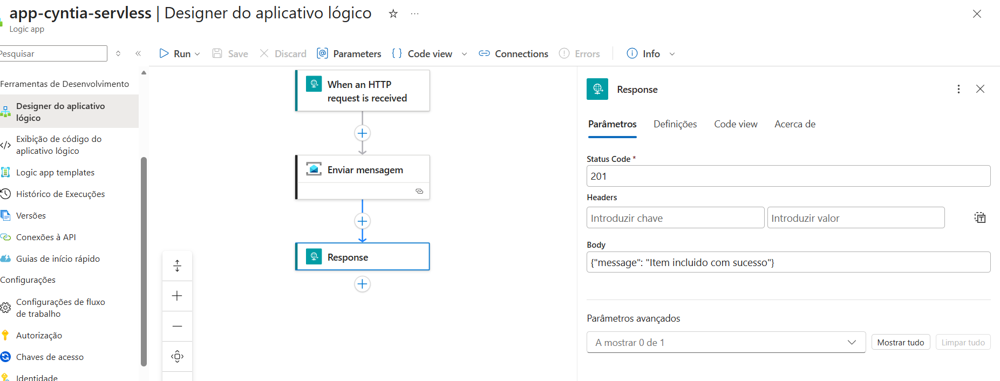 app-cyntia-servless | Designer do aplicativo lógico
Logic app
Pesquisar
Run
Save
Discard
Parameters
Code view
Connections
Errors
Info
Ferramentas de Desenvolvimento
Designer do aplicativo
lógico
Exibição de código do
aplicativo lógico
Logic app templates
Histórico de Execuções
Versões
Conexões à API
Guias de início rápido
Configurações
Configurações de fluxo
de trabalho
Autorização
Chaves de acesso
Identidade
When an HTTP
request is received
Enviar mensagem
Response
Response
Parâmetros
Definições
Code view
Acerca de
Status Code *
201
Headers
Introduzir chave
Introduzir valor
Body
{"message": "Item incluido com sucesso"}
Parâmetros avançados
A mostrar 0 de 1
Mostrar tudo
Limpar tudo